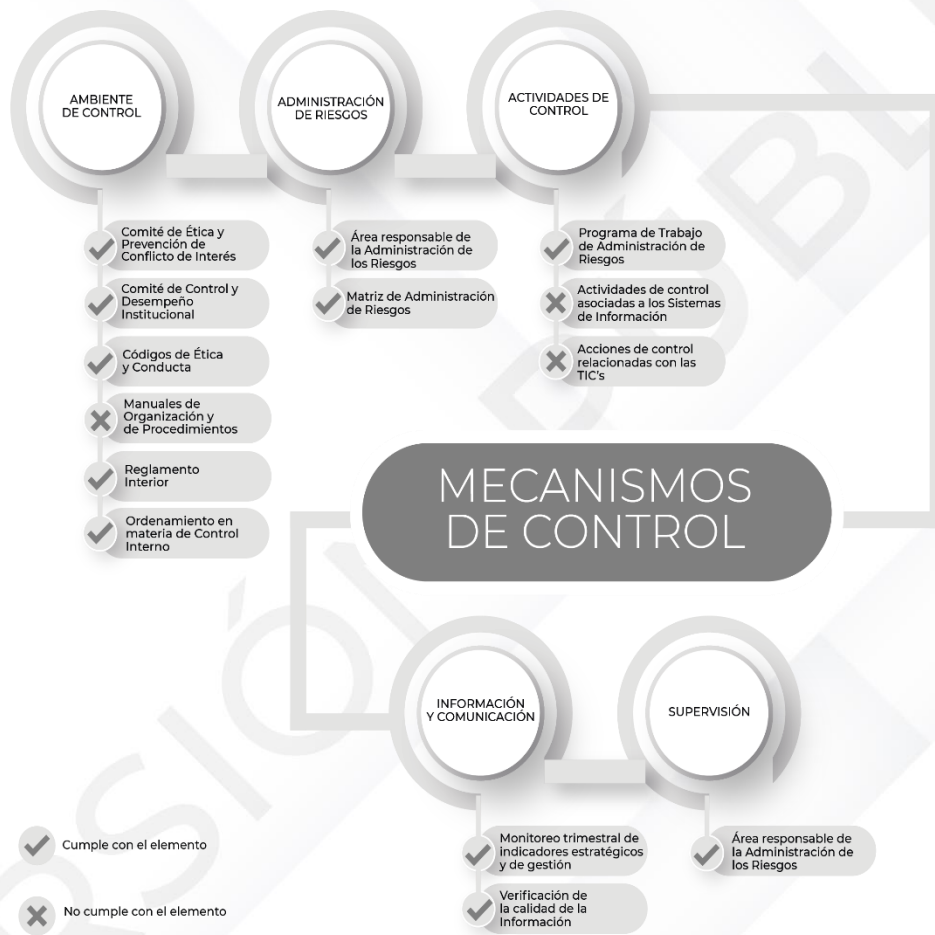 AMBIENTE
DE CONTROL
Comité de Ética y
Prevención de
Conflicto de Interés
Comité de Control y
Desempeño
Institucional
Códigos de Ética
y Conducta
Manuales de
Organización y
de Procedimientos
Reglamento
Interior
Ordenamiento en
materia de Control
Interno
ADMINISTRACIÓN
DE RIESGOS
Área responsable de
la Administración de
los Riesgos
Matriz de Administración
de Riesgos
ACTIVIDADES DE
CONTROL
Programa de Trabajo
de Administración de
Riesgos
Actividades de control
asociadas a los Sistemas
de Información
Acciones de control
relacionadas con las
TIC's
MECANISMOS
DE CONTROL
INFORMACIÓN
Y COMUNICACIÓN
Monitoreo trimestral de
indicadores estratégicos
y de gestión
Verificación de
la calidad de la
Información
SUPERVISIÓN
Área responsable de
la Administración de
los Riesgos
Cumple con el elemento
No cumple con el elemento